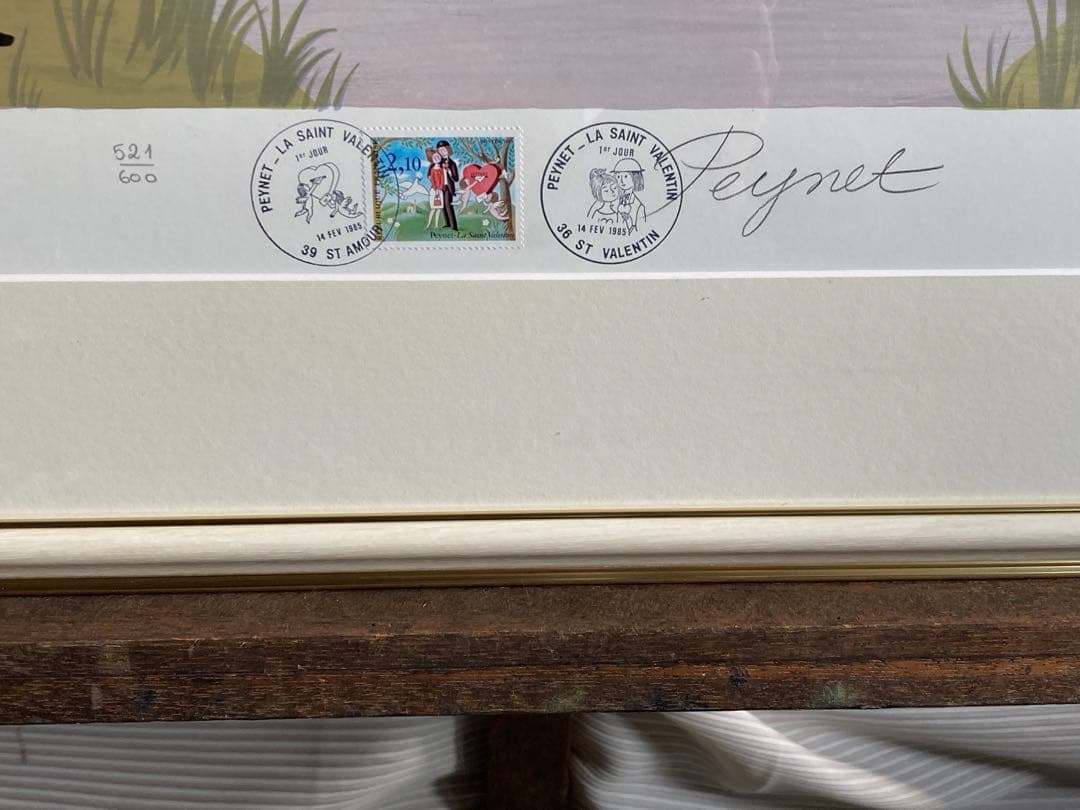 521
600
PEYNET - LA SAINT VALENTIN
1er JOUR
14 FEV 1985
39 ST AMOUR
2,10
Peynet-La Saint Valentin
PEYNET - LA SAINT VALENTIN
1er JOUR
14 FEV 1985
36 ST VALENTIN
Peynet